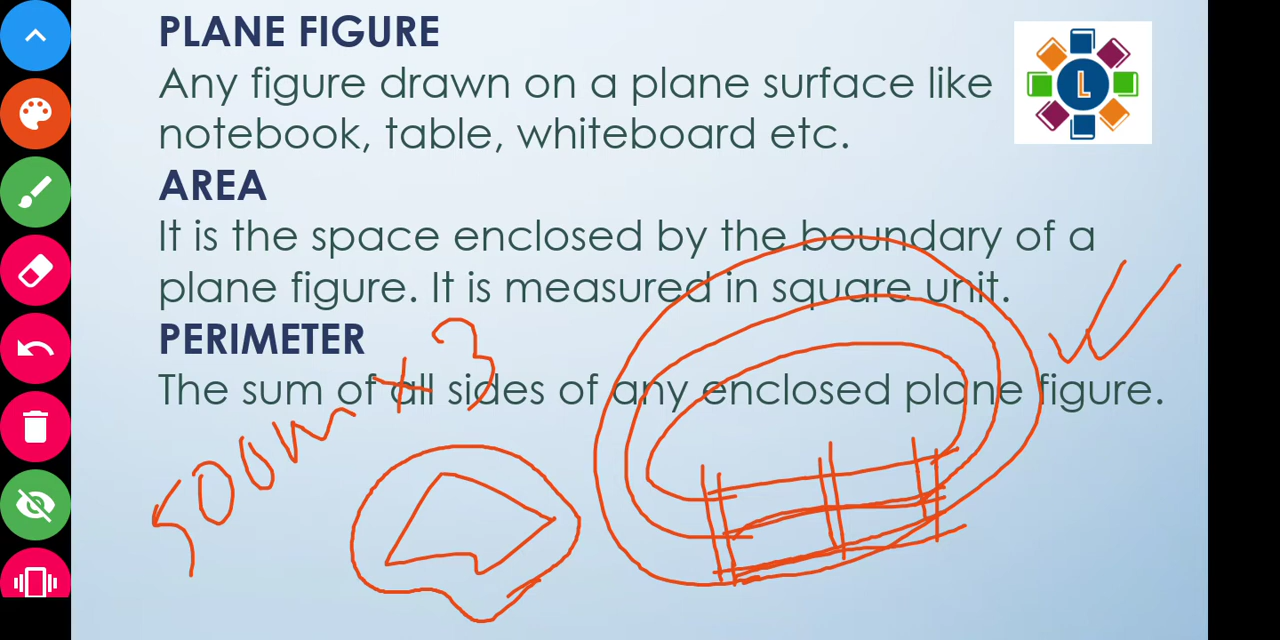 PLANE FIGURE
Any figure drawn on a plane surface like
notebook, table, whiteboard etc.
L
AREA
It is the space enclosed by the boundary of a
plane figure. It is measured in square unit.
PERIMETER
The sum of all sides of any enclosed plane figure.
500m + 3